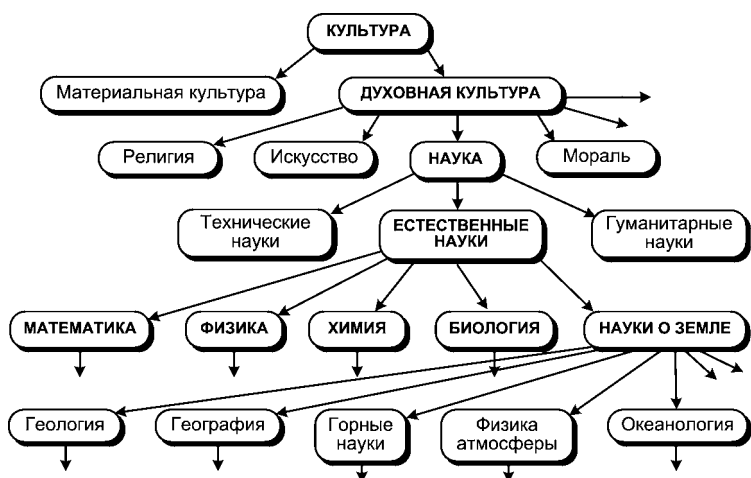 КУЛЬТУРА
Материальная культура
ДУХОВНАЯ КУЛЬТУРА
Религия
Искусство
НАУКА
Мораль
Технические
науки
ЕСТЕСТВЕННЫЕ
НАУКИ
Гуманитарные
науки
МАТЕМАТИКА
ФИЗИКА
ХИМИЯ
БИОЛОГИЯ
НАУКИ О ЗЕМЛЕ
Геология
География
Горные
науки
Физика
атмосферы
Океанология